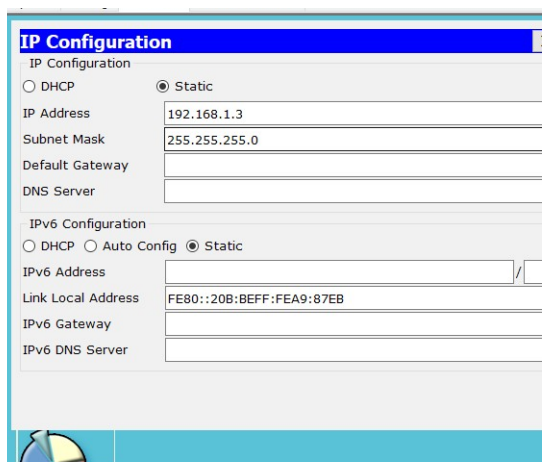 IP Configuration
IP Configuration
DHCP Static
IP Address 192.168.1.3
Subnet Mask 255.255.255.0
Default Gateway
DNS Server
IPv6 Configuration
DHCP Auto Config Static
IPv6 Address /
Link Local Address FE80::20B:BEFF:FEA9:87EB
IPv6 Gateway
IPv6 DNS Server